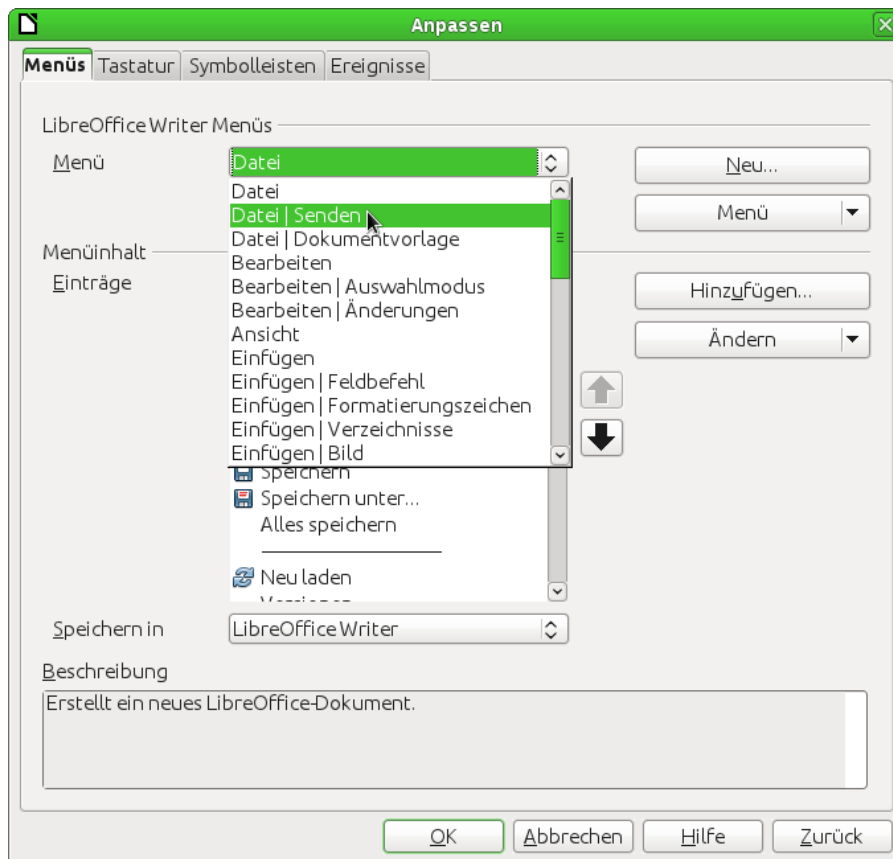 Anpassen
Menüs Tastatur Symbolleisten Ereignisse
LibreOffice Writer Menüs
Menü Datei Neu...
Datei
Datei | Senden Menü
Datei | Dokumentvorlage
Menüinhalt
Bearbeiten
Einträge Bearbeiten | Auswahlmodus Hinzufügen...
Bearbeiten | Änderungen
Ansicht Ändern
Einfügen
Einfügen | Feldbefehl
Einfügen | Formatierungszeichen
Einfügen | Verzeichnisse
Einfügen | Bild
Speichern
Speichern unter...
Alles speichern
Neu laden
Speichern in LibreOffice Writer
Beschreibung
Erstellt ein neues LibreOffice-Dokument.
OK Abbrechen Hilfe Zurück